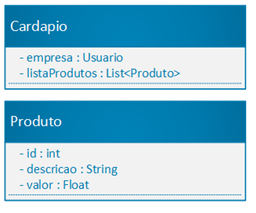 Cardapio
- empresa : Usuario
- listaProdutos : List<Produto>
Produto
- id : int
- descricao : String
- valor : Float